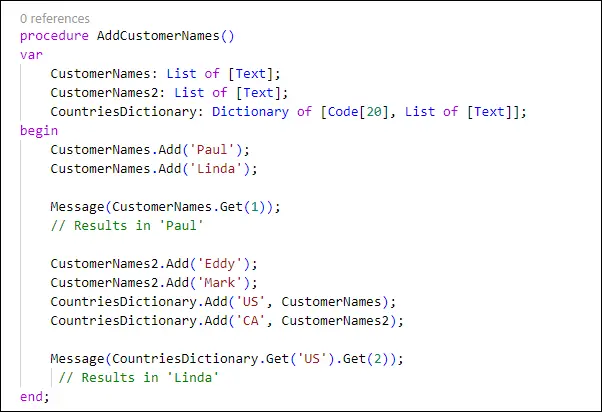 0 references
procedure AddCustomerNames()
var
CustomerNames: List of [Text];
CustomerNames2: List of [Text];
CountriesDictionary: Dictionary of [Code[20], List of [Text]];
begin
CustomerNames.Add('Paul');
CustomerNames.Add('Linda');
Message(CustomerNames.Get(1));
// Results in 'Paul'
CustomerNames2.Add('Eddy');
CustomerNames2.Add('Mark');
CountriesDictionary.Add('US', CustomerNames);
CountriesDictionary.Add('CA', CustomerNames2);
Message(CountriesDictionary.Get('US').Get(2));
// Results in 'Linda'
end;